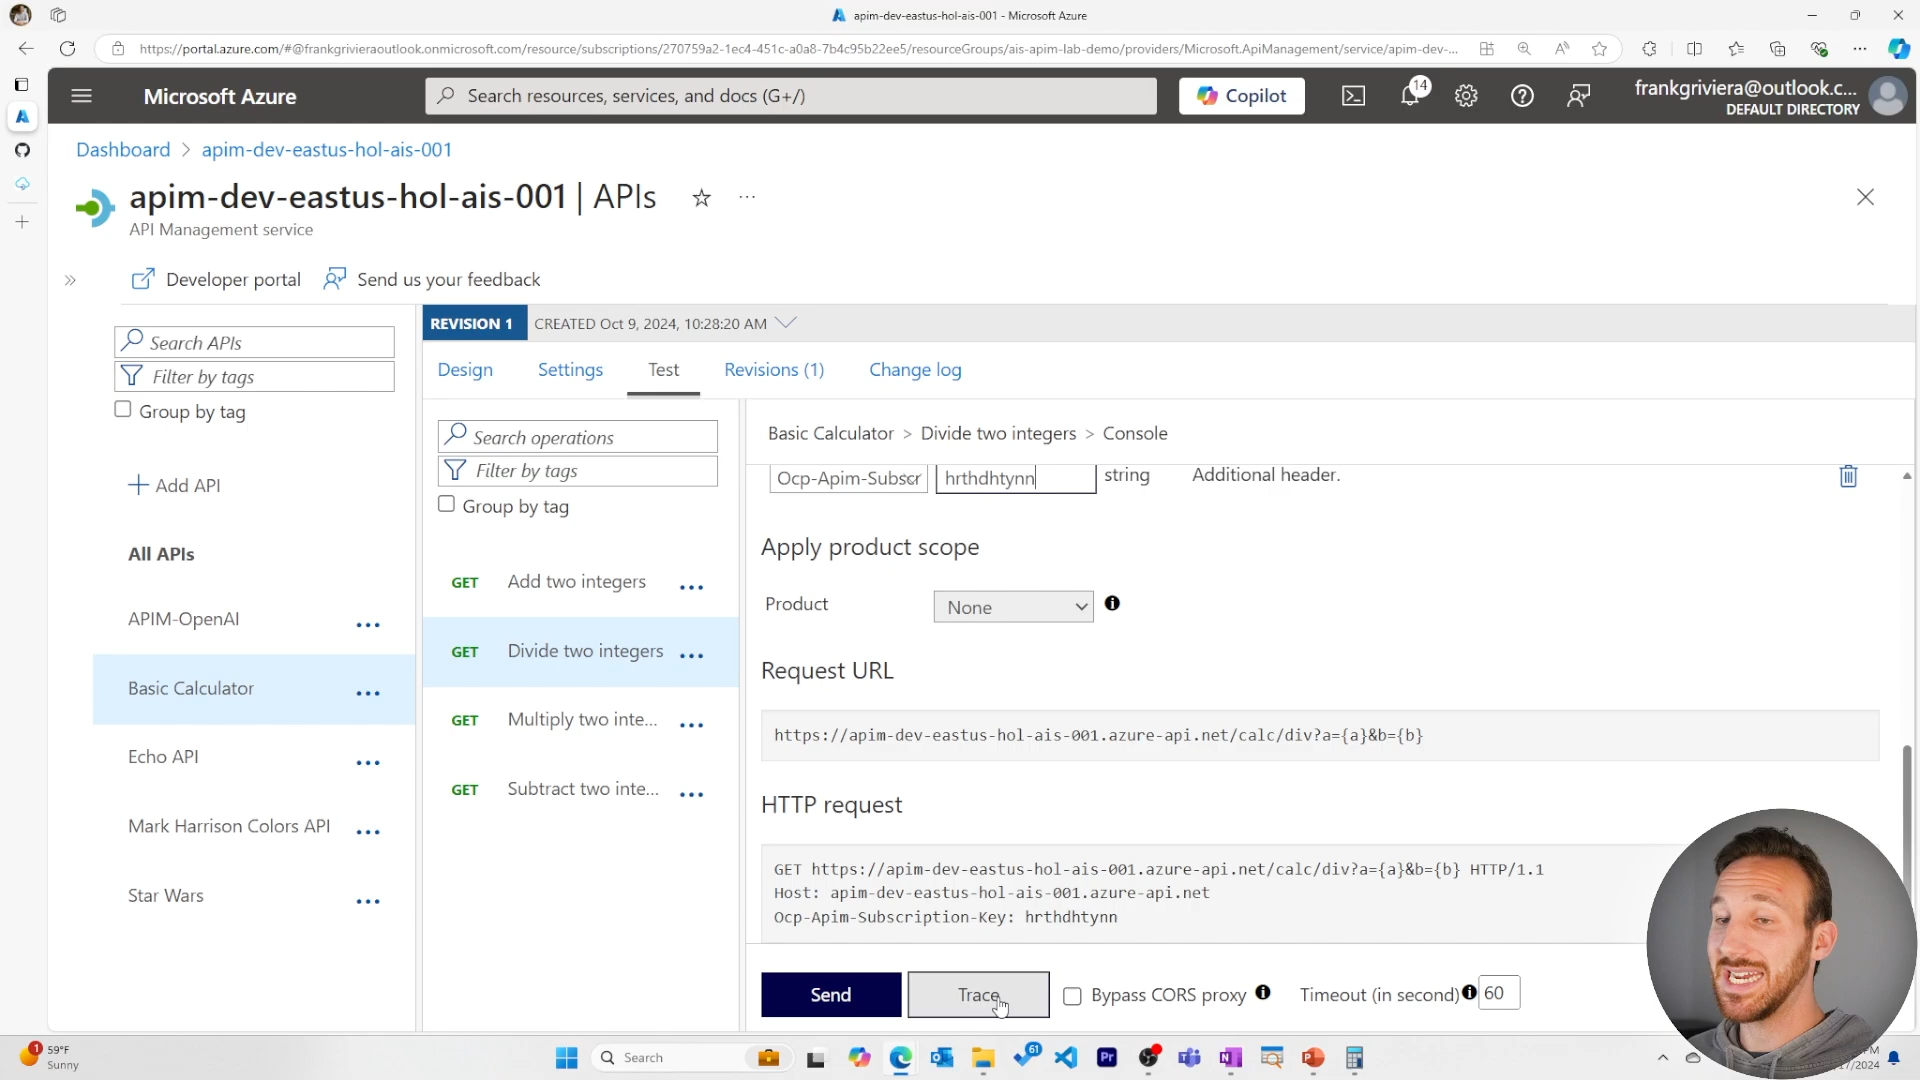 apim-dev-eastus-hol-ais-001 - Microsoft Azure
https://portal.azure.com/#@frankgrivieraoutlook.onmicrosoft.com/resource/subscriptions/270759a2-1ec4-451c-a0a8-7b4c95b22ee5/resourceGroups/ais-apim-lab-demo/providers/Microsoft.ApiManagement/service/apim-dev-...
Microsoft Azure
Search resources, services, and docs (G+/)
Copilot
14
frankgriviera@outlook.c...
DEFAULT DIRECTORY
Dashboard > apim-dev-eastus-hol-ais-001
apim-dev-eastus-hol-ais-001 | APIs
API Management service
Developer portal
Send us your feedback
Search APIs
Filter by tags
Group by tag
+ Add API
All APIs
APIM-OpenAI
Basic Calculator
Echo API
Mark Harrison Colors API
Star Wars
REVISION 1
CREATED Oct 9, 2024, 10:28:20 AM
Design
Settings
Test
Revisions (1)
Change log
Search operations
Filter by tags
Group by tag
GET Add two integers
GET Divide two integers
GET Multiply two inte...
GET Subtract two inte...
Basic Calculator > Divide two integers > Console
Ocp-Apim-Subscr
hrthdhtynn
string
Additional header.
Apply product scope
Product
None
Request URL
https://apim-dev-eastus-hol-ais-001.azure-api.net/calc/div?a={a}&b={b}
HTTP request
GET https://apim-dev-eastus-hol-ais-001.azure-api.net/calc/div?a={a}&b={b} HTTP/1.1
Host: apim-dev-eastus-hol-ais-001.azure-api.net
Ocp-Apim-Subscription-Key: hrthdhtynn
Send
Trace
Bypass CORS proxy
Timeout (in second)
60
1
59°F
Sunny
Search
61
Pr
PM
17/2024